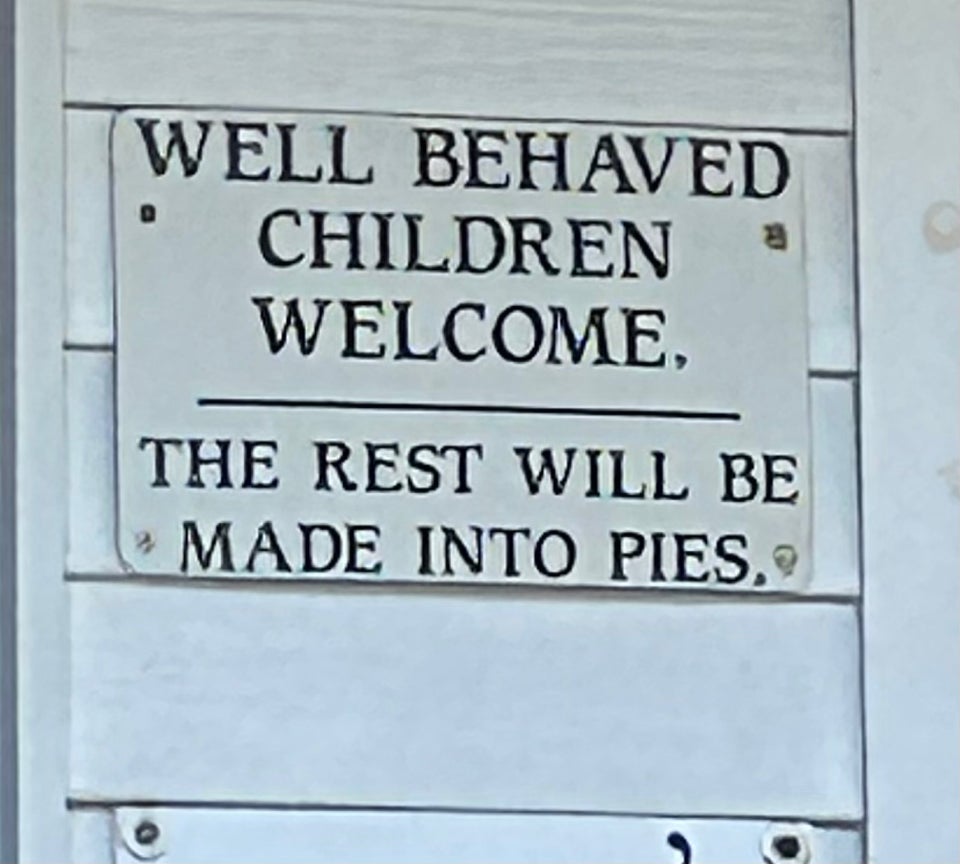 WELL BEHAVED
CHILDREN
WELCOME.
THE REST WILL BE
MADE INTO PIES.